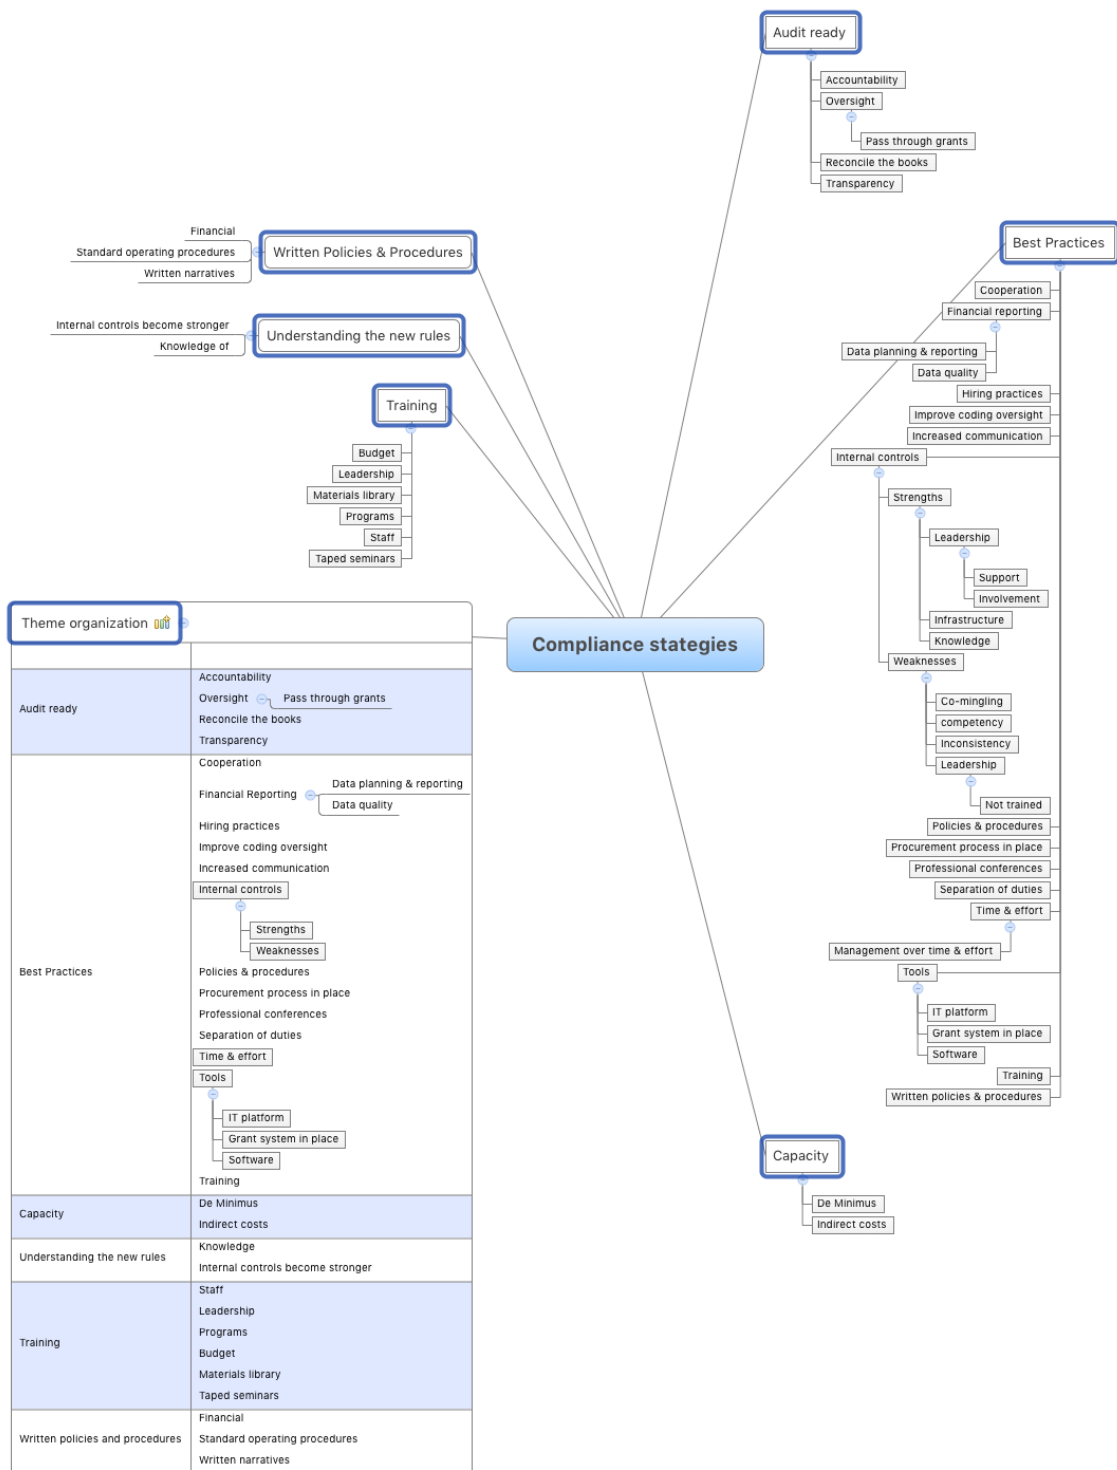 Audit ready
Accountability
Oversight
Pass through grants
Reconcile the books
Transparency
Written Policies & Procedures
Financial
Standard operating procedures
Written narratives
Understanding the new rules
Internal controls become stronger
Knowledge of
Training
Budget
Leadership
Materials library
Programs
Staff
Taped seminars
Best Practices
Cooperation
Financial reporting
Data planning & reporting
Data quality
Hiring practices
Improve coding oversight
Increased communication
Internal controls
Strengths
Leadership
Support
Involvement
Infrastructure
Knowledge
Weaknesses
Co-mingling
competency
Inconsistency
Leadership
Not trained
Policies & procedures
Procurement process in place
Professional conferences
Separation of duties
Time & effort
Management over time & effort
Tools
IT platform
Grant system in place
Software
Training
Written policies & procedures
Compliance stategies
Capacity
De Minimus
Indirect costs
Theme organization
Audit ready
Accountability
Oversight
Pass through grants
Reconcile the books
Transparency
Best Practices
Cooperation
Financial Reporting
Data planning & reporting
Data quality
Hiring practices
Improve coding oversight
Increased communication
Internal controls
Strengths
Weaknesses
Policies & procedures
Procurement process in place
Professional conferences
Separation of duties
Time & effort
Tools
IT platform
Grant system in place
Software
Training
Capacity
De Minimus
Indirect costs
Understanding the new rules
Knowledge
Internal controls become stronger
Training
Staff
Leadership
Programs
Budget
Materials library
Taped seminars
Written policies and procedures
Financial
Standard operating procedures
Written narratives